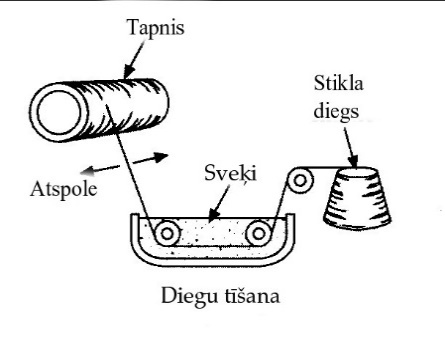 Tapnis
Stikla
diegs
Sveķi
Atspole
Diegu tīšana